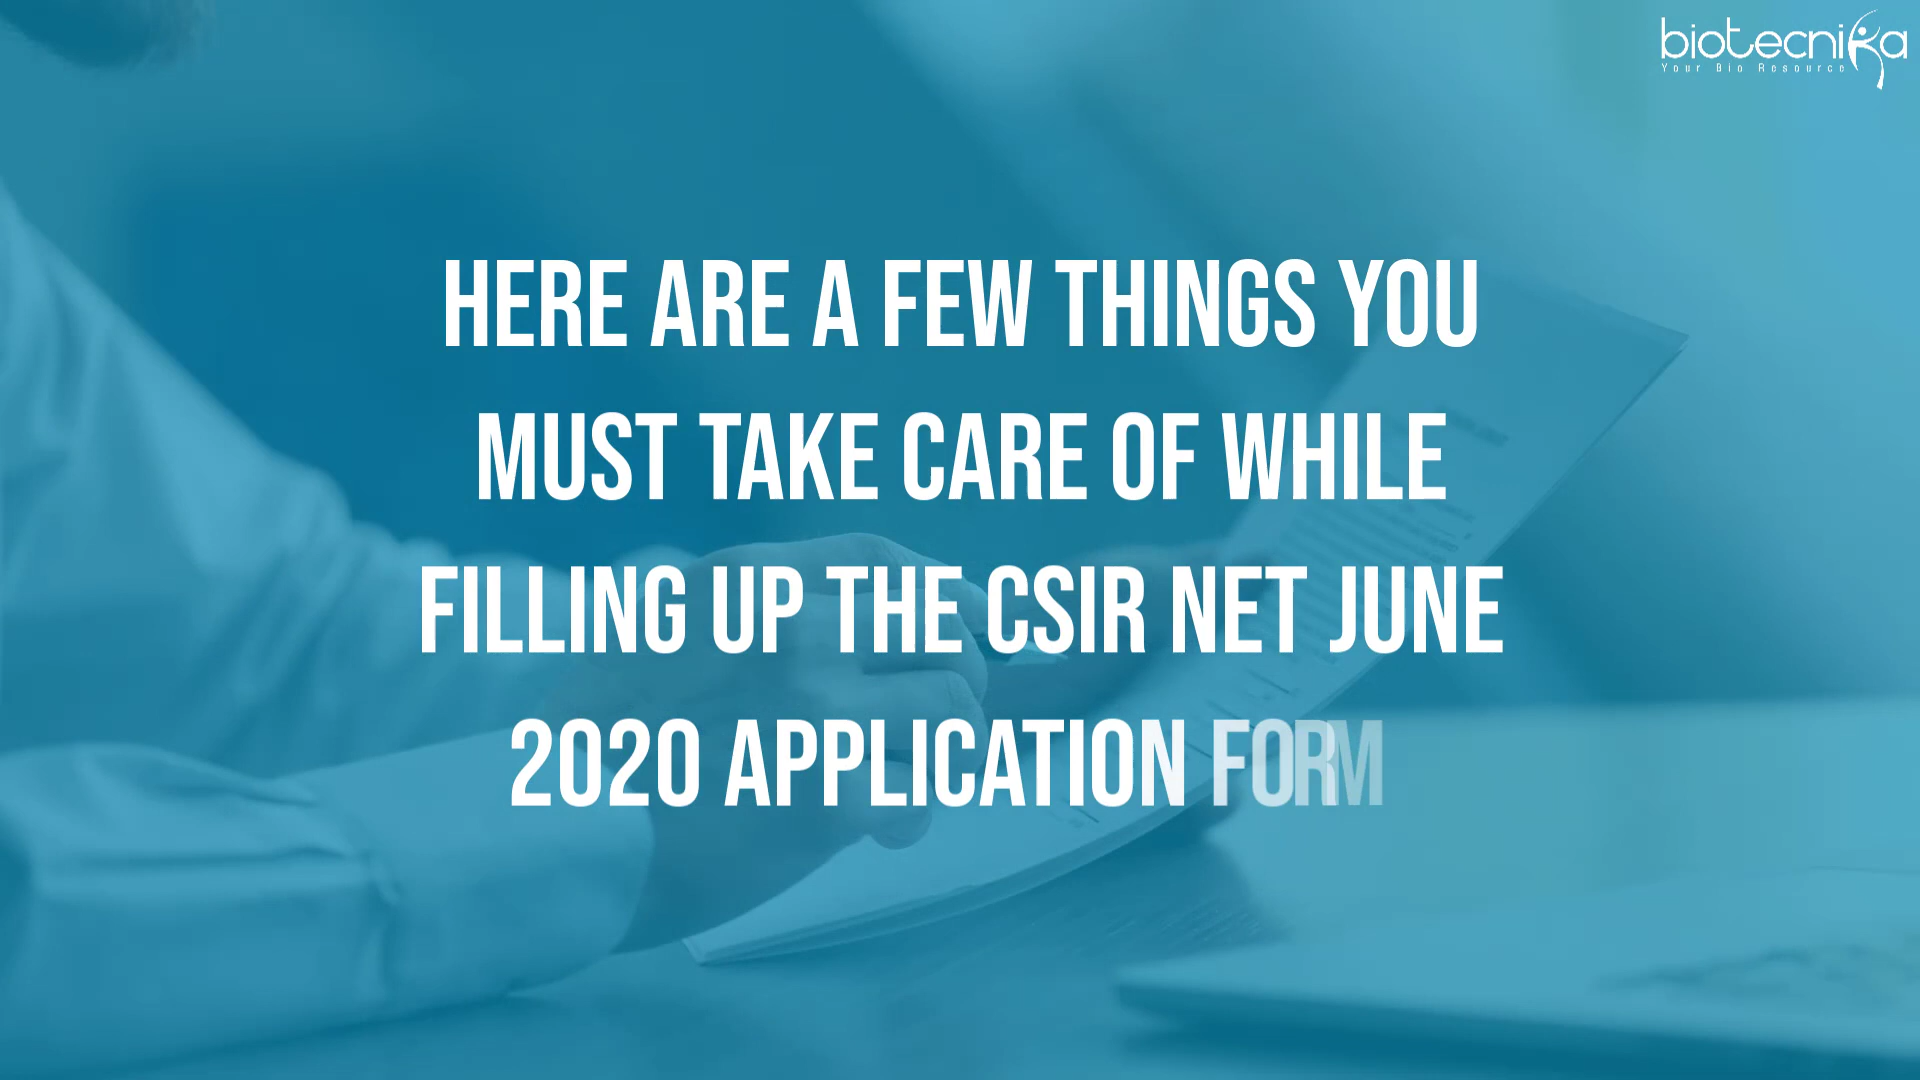 biotecnika
Your Bio Resource
HERE ARE A FEW THINGS YOU
MUST TAKE CARE OF WHILE
FILLING UP THE CSIR NET JUNE
2020 APPLICATION FORM